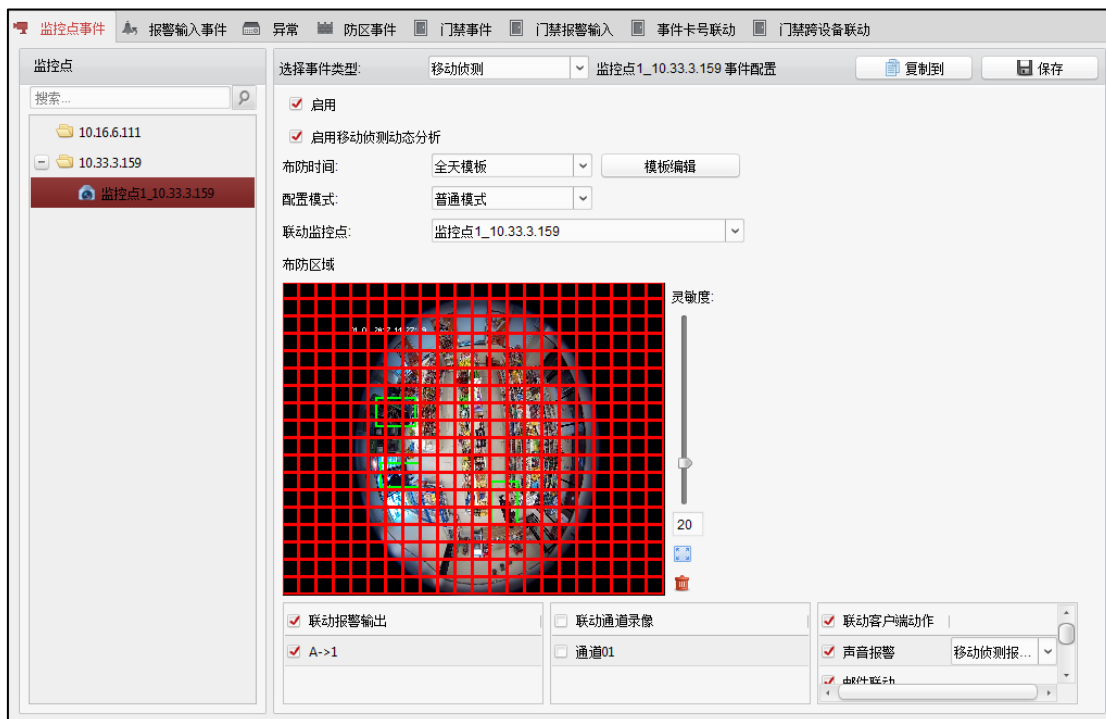 监控点事件 报警输入事件 异常 防区事件 门禁事件 门禁报警输入 事件卡号联动 门禁跨设备联动
监控点
搜索...
10.16.6.111
10.33.3.159
监控点1_10.33.3.159
选择事件类型: 移动侦测 监控点1_10.33.3.159 事件配置 复制到 保存
启用
启用移动侦测动态分析
布防时间: 全天模板 模板编辑
配置模式: 普通模式
联动监控点: 监控点1_10.33.3.159
布防区域
灵敏度:
20
联动报警输出 联动通道录像 联动客户端动作
A->1 通道01 声音报警 移动侦测报...
邮件联动